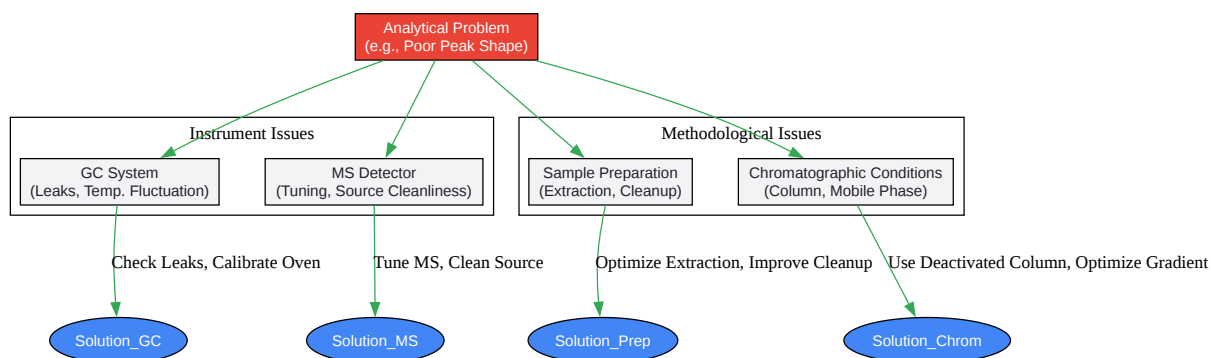 Analytical Problem
(e.g., Poor Peak Shape)
Instrument Issues
Methodological Issues
GC System
(Leaks, Temp. Fluctuation)
MS Detector
(Tuning, Source Cleanliness)
Sample Preparation
(Extraction, Cleanup)
Chromatographic Conditions
(Column, Mobile Phase)
Check Leaks, Calibrate Oven
Tune MS, Clean Source
Optimize Extraction, Improve Cleanup
Use Deactivated Column, Optimize Gradient
Solution_GC
Solution_MS
Solution_Prep
Solution_Chrom